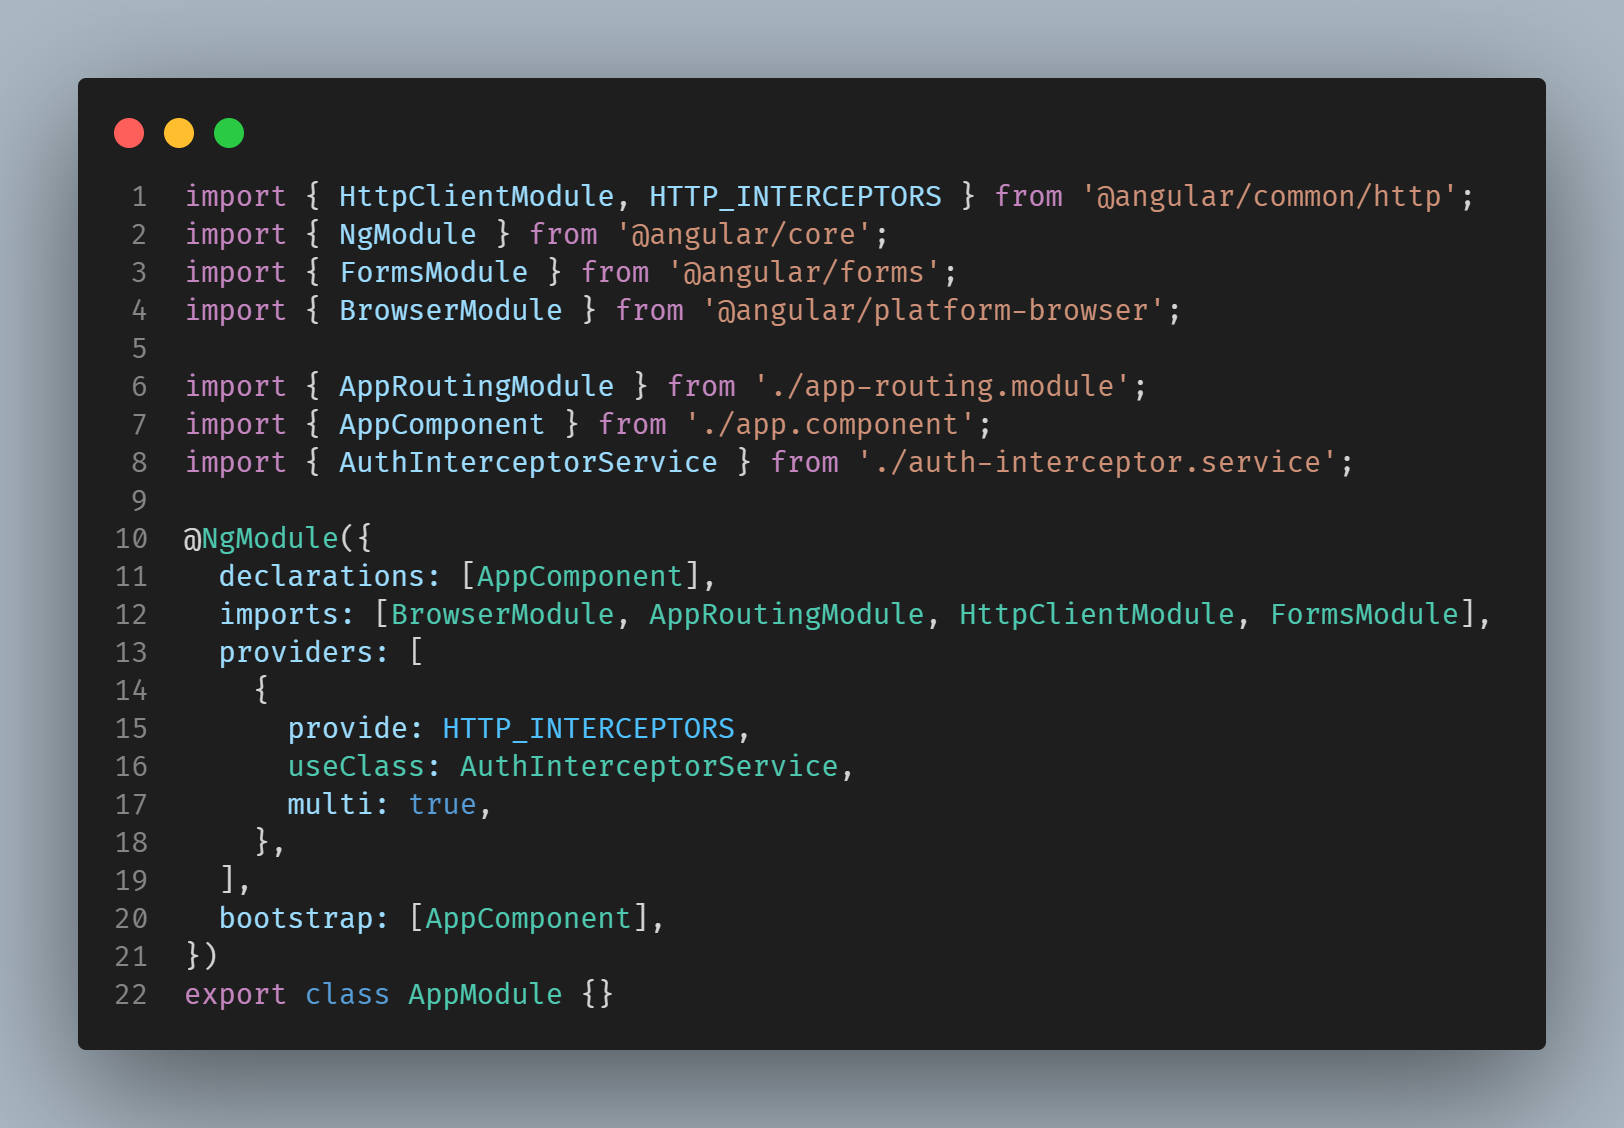 1 import { HttpClientModule, HTTP_INTERCEPTORS } from '@angular/common/http';
2 import { NgModule } from '@angular/core';
3 import { FormsModule } from '@angular/forms';
4 import { BrowserModule } from '@angular/platform-browser';
5
6 import { AppRoutingModule } from './app-routing.module';
7 import { AppComponent } from './app.component';
8 import { AuthInterceptorService } from './auth-interceptor.service';
9
10 @NgModule({
11   declarations: [AppComponent],
12   imports: [BrowserModule, AppRoutingModule, HttpClientModule, FormsModule],
13   providers: [
14     {
15       provide: HTTP_INTERCEPTORS,
16       useClass: AuthInterceptorService,
17       multi: true,
18     },
19   ],
20   bootstrap: [AppComponent],
21 })
22 export class AppModule {}